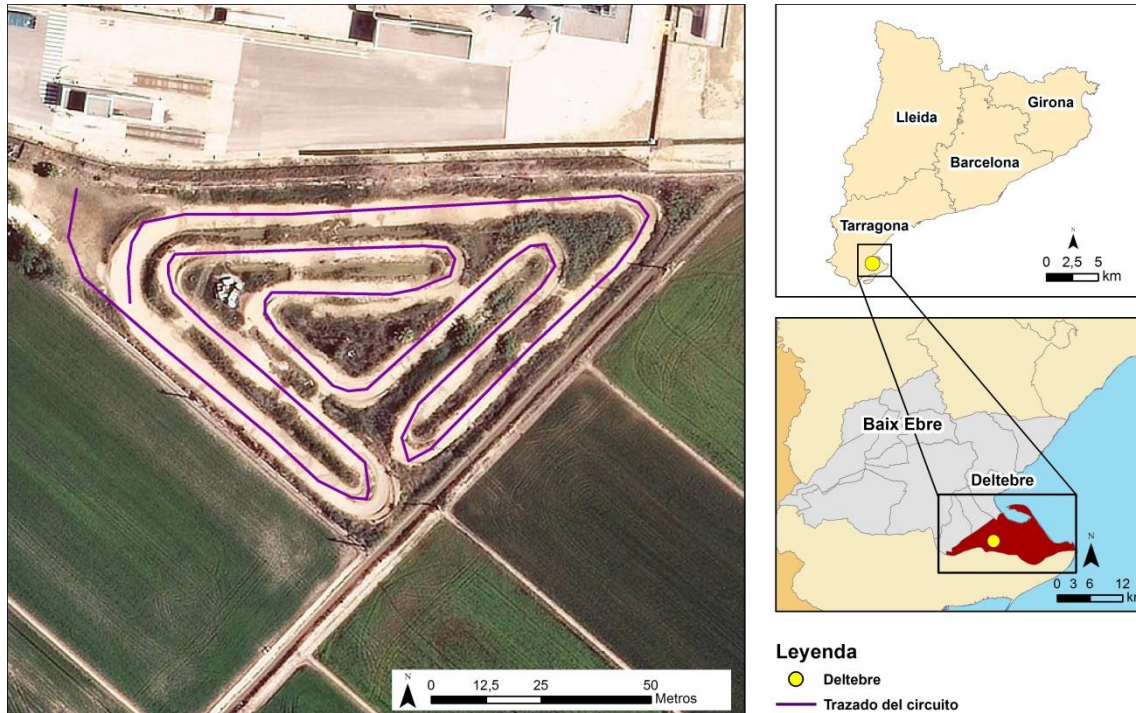 N
0 12,5 25 50
Metros
Girona
Lleida
Barcelona
Tarragona
N
0 2,5 5
km
Baix Ebre
Deltebre
N
0 3 6 12
km
Leyenda
Deltebre
Trazado del circuito